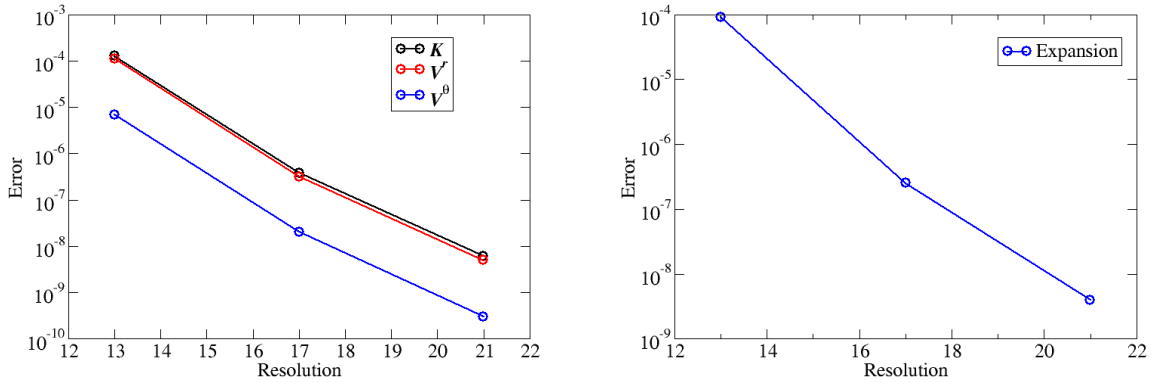 10^-3
10^-4
10^-5
10^-6
10^-7
10^-8
10^-9
10^-10
Error
12 13 14 15 16 17 18 19 20 21 22
Resolution
K
V^r
V^θ
10^-4
10^-5
10^-6
10^-7
10^-8
10^-9
Error
12 14 16 18 20 22
Resolution
Expansion